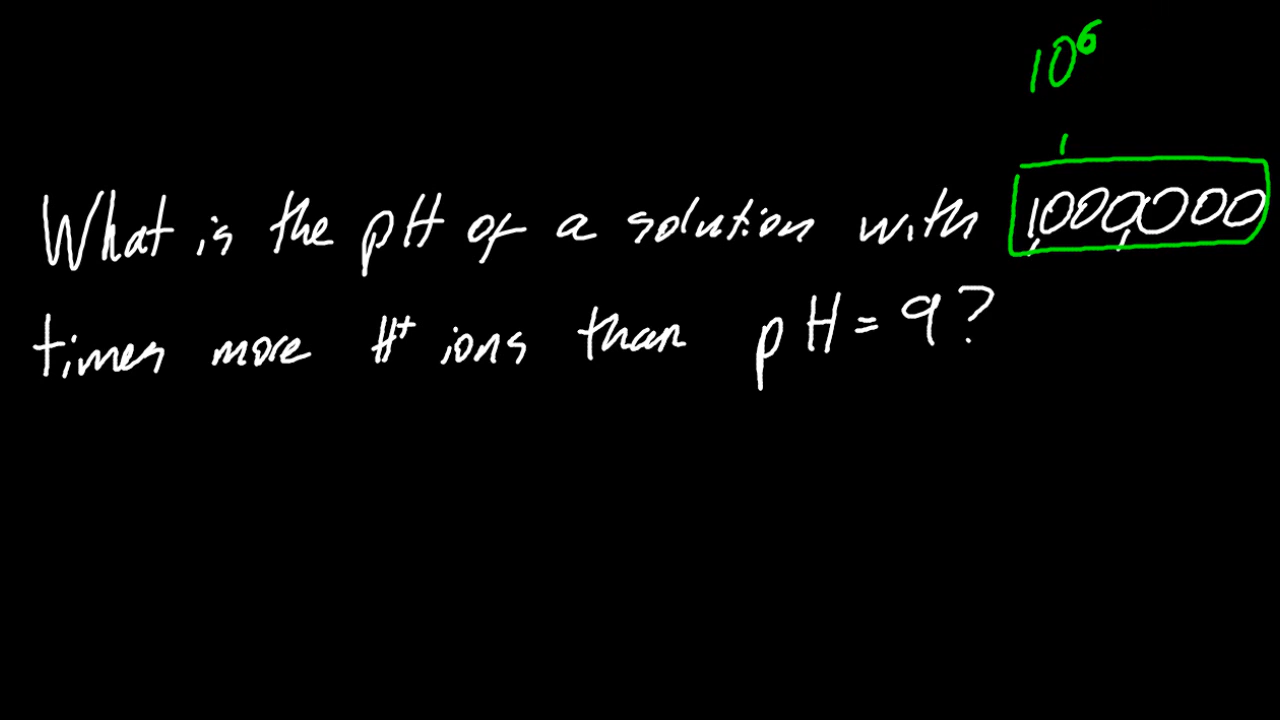 10⁶
What is the pH of a solution with 1,000,000
times more H⁺ ions than pH = 9?